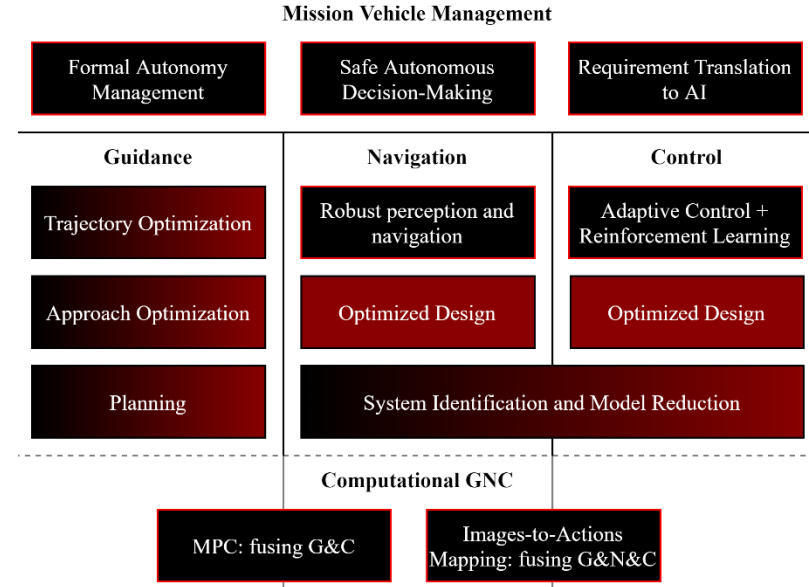 Mission Vehicle Management
Formal Autonomy
Management
Safe Autonomous
Decision-Making
Requirement Translation
to AI
Guidance
Navigation
Control
Trajectory Optimization
Robust perception and
navigation
Adaptive Control +
Reinforcement Learning
Approach Optimization
Optimized Design
Optimized Design
Planning
System Identification and Model Reduction
Computational GNC
MPC: fusing G&C
Images-to-Actions
Mapping: fusing G&N&C